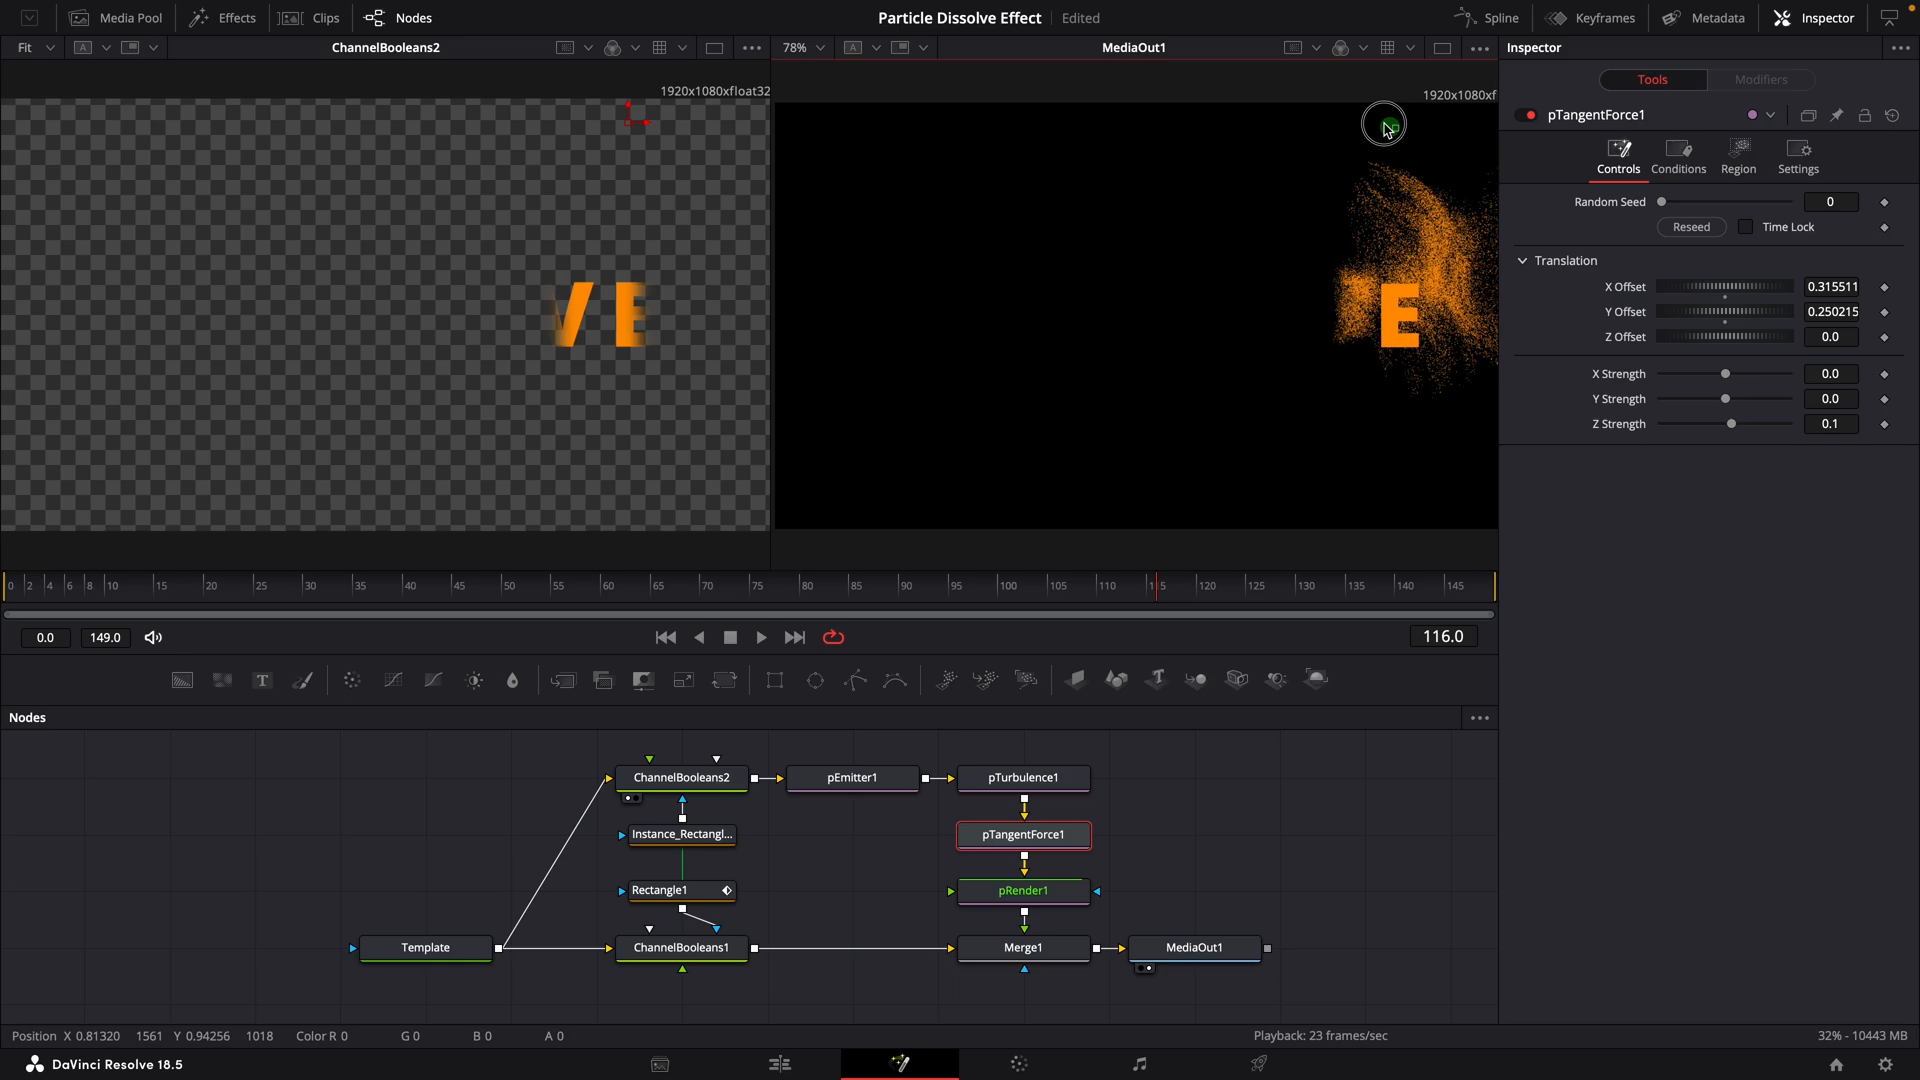 Media Pool
Effects
Clips
Nodes
Particle Dissolve Effect
Edited
Spline
Keyframes
Metadata
Inspector
Fit
A
ChannelBooleans2
78%
A
MediaOut1
Inspector
1920x1080xfloat32
1920x1080xf
Tools
Modifiers
pTangentForce1
Controls
Conditions
Region
Settings
Random Seed
0
Reseed
Time Lock
Translation
X Offset
0.315511
Y Offset
0.250215
Z Offset
0.0
X Strength
0.0
Y Strength
0.0
Z Strength
0.1
VE
E
0 2 4 6 8 10 15 20 25 30 35 40 45 50 55 60 65 70 75 80 85 90 95 100 105 110 115 120 125 130 135 140 145
0.0
149.0
116.0
T
T
Nodes
ChannelBooleans2
pEmitter1
pTurbulence1
Instance_Rectangl...
pTangentForce1
Rectangle1
pRender1
Template
ChannelBooleans1
Merge1
MediaOut1
Position X 0.81320 1561 Y 0.94256 1018 Color R 0 G 0 B 0 A 0
Playback: 23 frames/sec
32% - 10443 MB
DaVinci Resolve 18.5